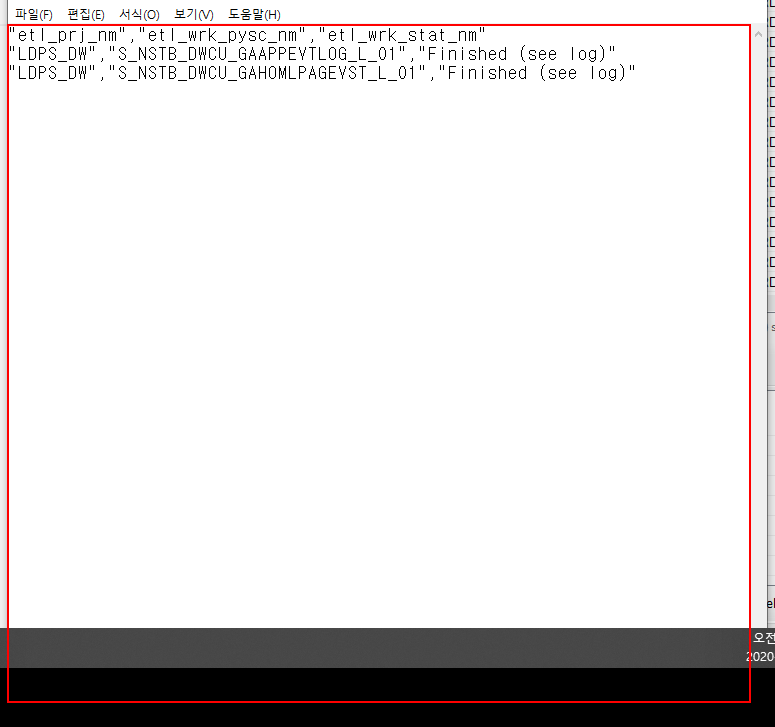 파일(F) 편집(E) 서식(O) 보기(V) 도움말(H)
"etl_prj_nm","etl_wrk_pysc_nm","etl_wrk_stat_nm"
"LDPS_DW","S_NSTB_DWCU_GAAPPEVTLOG_L_01","Finished (see log)"
"LDPS_DW","S_NSTB_DWCU_GAHOMLPAGEVST_L_01","Finished (see log)"
오전
2020-